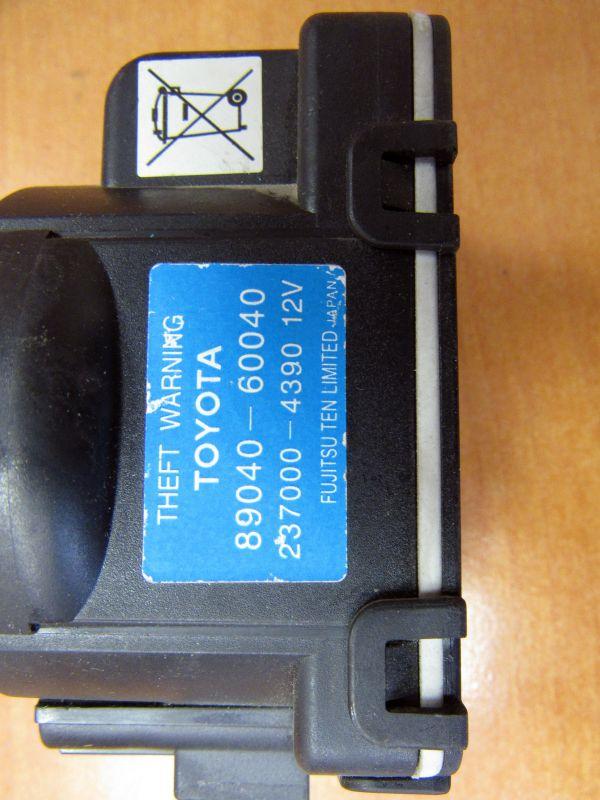 THEFT WARNING
TOYOTA
89040-60040
237000-4390 12V
FUJITSU TEN LIMITED JAPAN